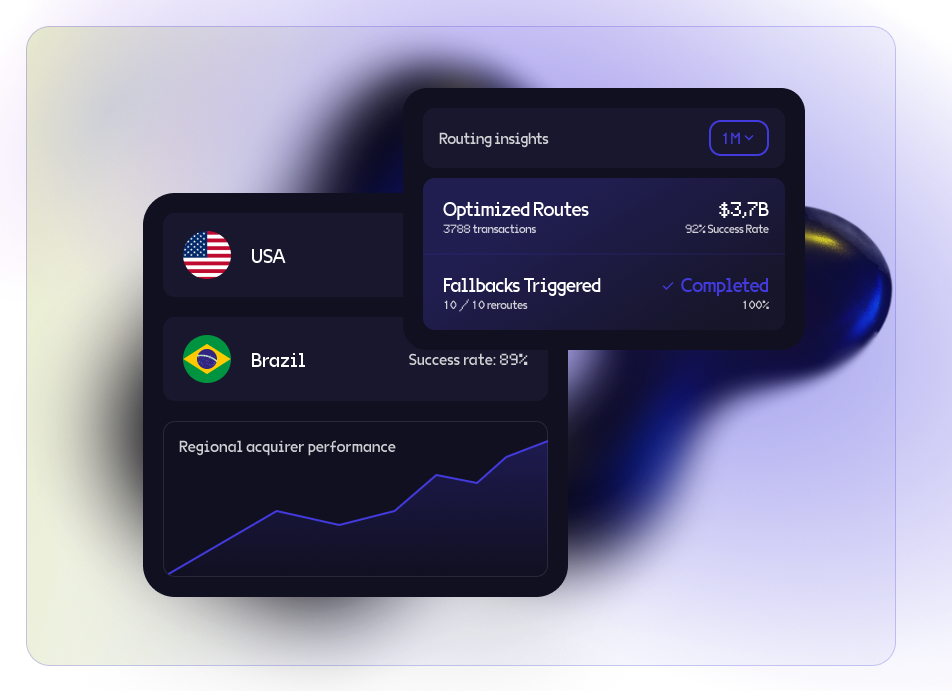 Routing insights
1M
Optimized Routes
$3,7B
3788 transactions
92% Success Rate
Fallbacks Triggered
Completed
10 / 10 reroutes
100%
USA
Brazil
Success rate: 89%
Regional acquirer performance